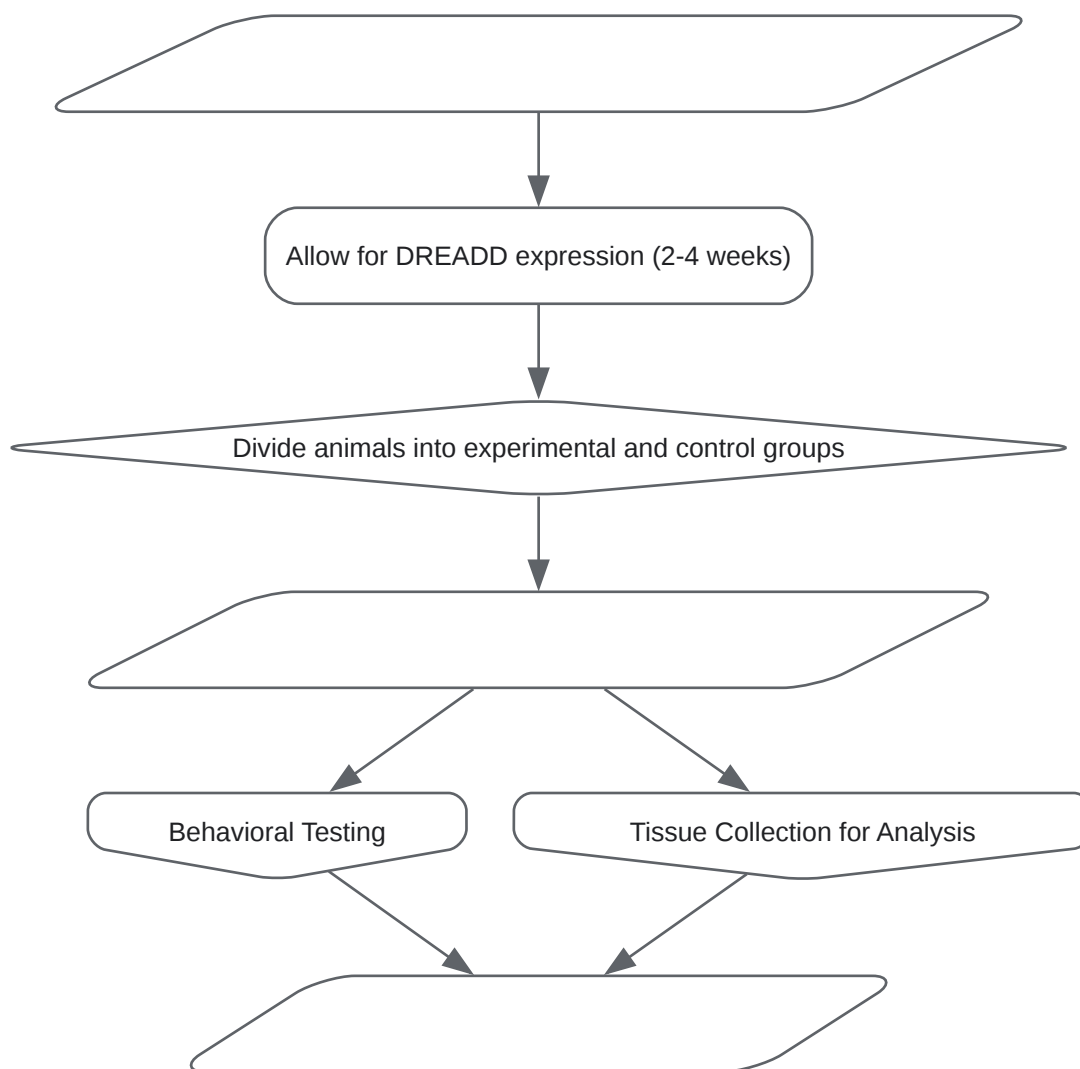 Allow for DREADD expression (2-4 weeks)
Divide animals into experimental and control groups
Behavioral Testing
Tissue Collection for Analysis